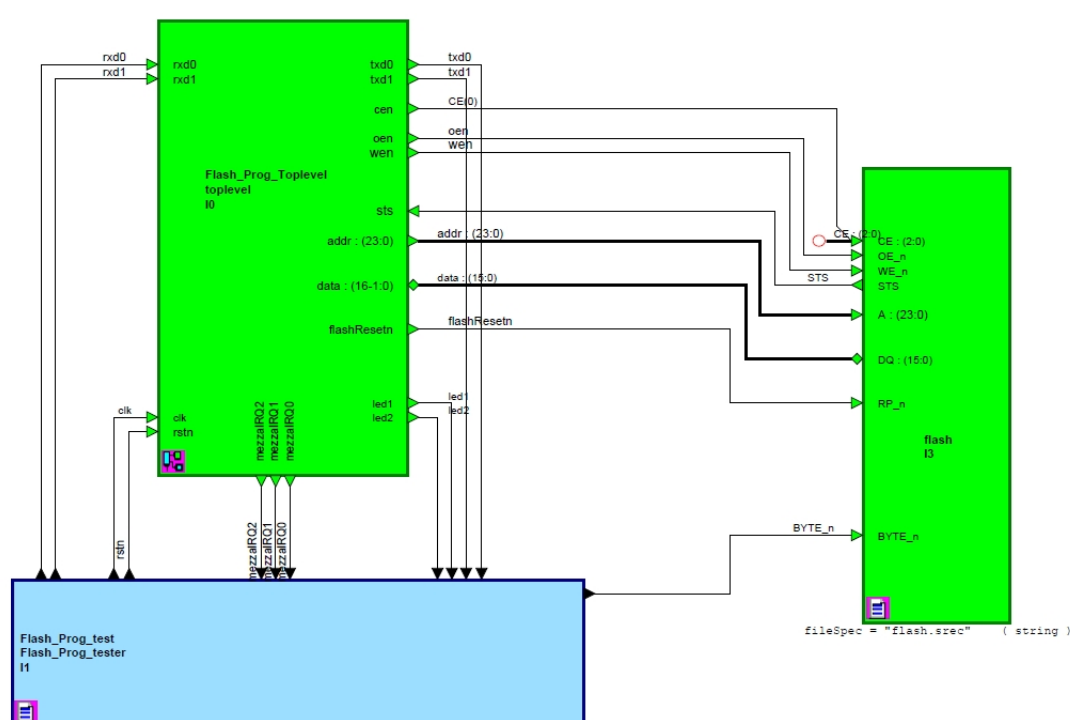 rxd0
rxd1
rxd0
rxd1
txd0
txd1
txd0
txd1
cen
CE(0)
oen
wen
oen
wen
Flash_Prog_Toplevel
toplevel
I0
sts
addr : (23:0)
addr : (23:0)
data : (16-1:0)
data : (15:0)
flashResetn
flashResetn
CE : (2:0)
CE : (2:0)
OE_n
WE_n
STS
STS
A : (23:0)
DQ : (15:0)
RP_n
flash
I3
BYTE_n
BYTE_n
fileSpec = "flash.srec" ( string )
led1
led2
led1
led2
clk
clk
rstn
rstn
mezzaIRQ2
mezzaIRQ1
mezzaIRQ0
mezzaIRQ2
mezzaIRQ1
mezzaIRQ0
Flash_Prog_test
Flash_Prog_tester
I1